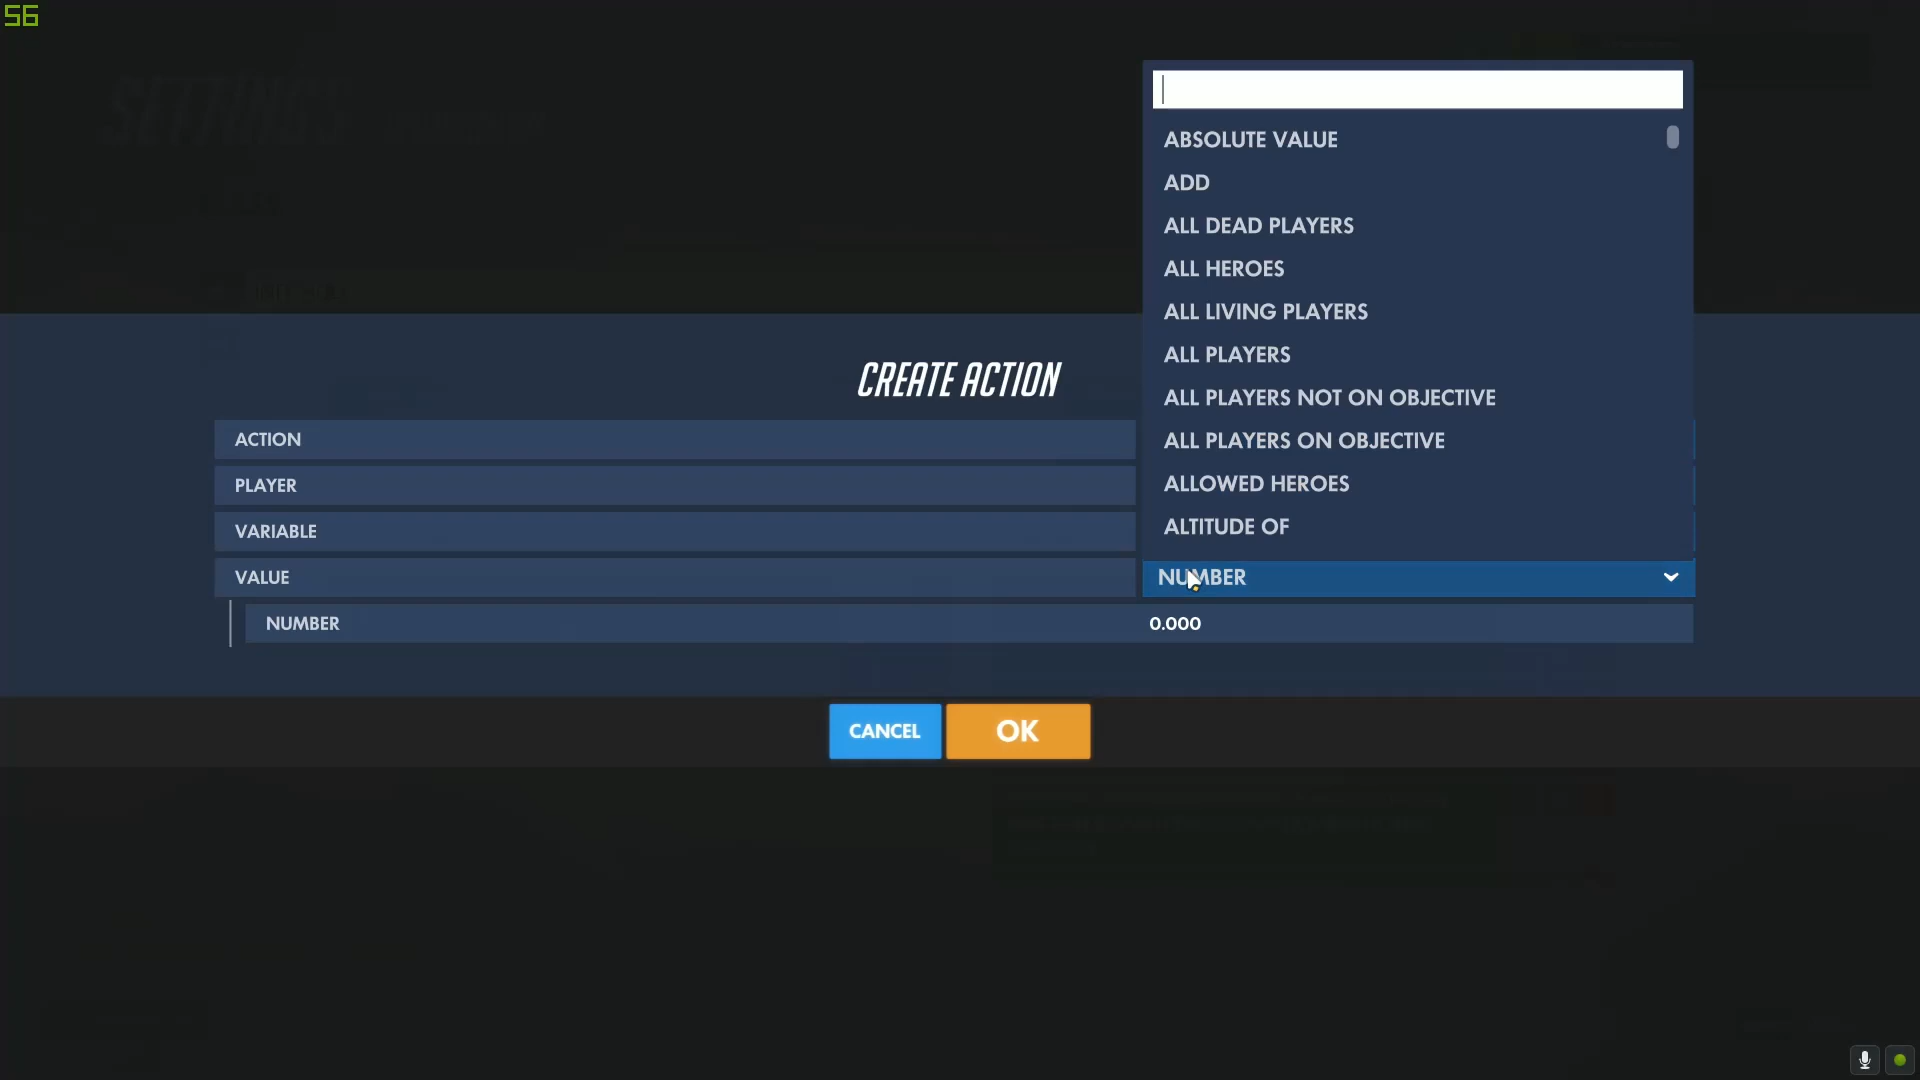 56
SETTINGS
ABSOLUTE VALUE
ADD
ALL DEAD PLAYERS
ALL HEROES
ALL LIVING PLAYERS
ALL PLAYERS
ALL PLAYERS NOT ON OBJECTIVE
ALL PLAYERS ON OBJECTIVE
ALLOWED HEROES
ALTITUDE OF
CREATE ACTION
ACTION
PLAYER
VARIABLE
VALUE
NUMBER
NUMBER
0.000
CANCEL
OK